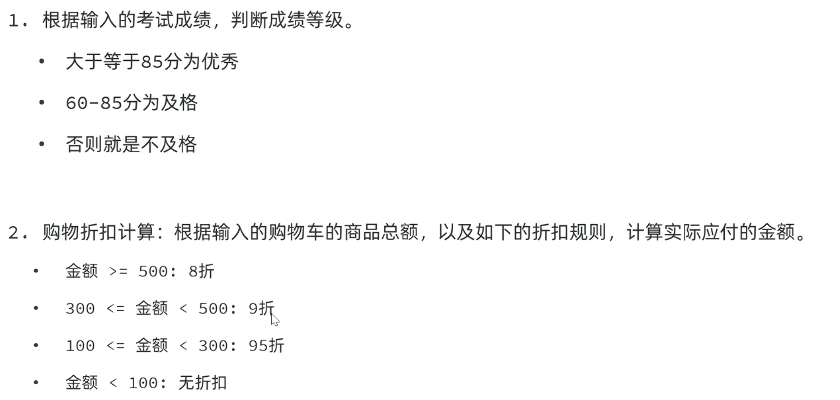 1. 根据输入的考试成绩，判断成绩等级。
• 大于等于85分为优秀
• 60-85分为及格
• 否则就是不及格
2. 购物折扣计算：根据输入的购物车的商品总额，以及如下的折扣规则，计算实际应付的金额。
• 金额 >= 500: 8折
• 300 <= 金额 < 500: 9折
• 100 <= 金额 < 300: 95折
• 金额 < 100: 无折扣